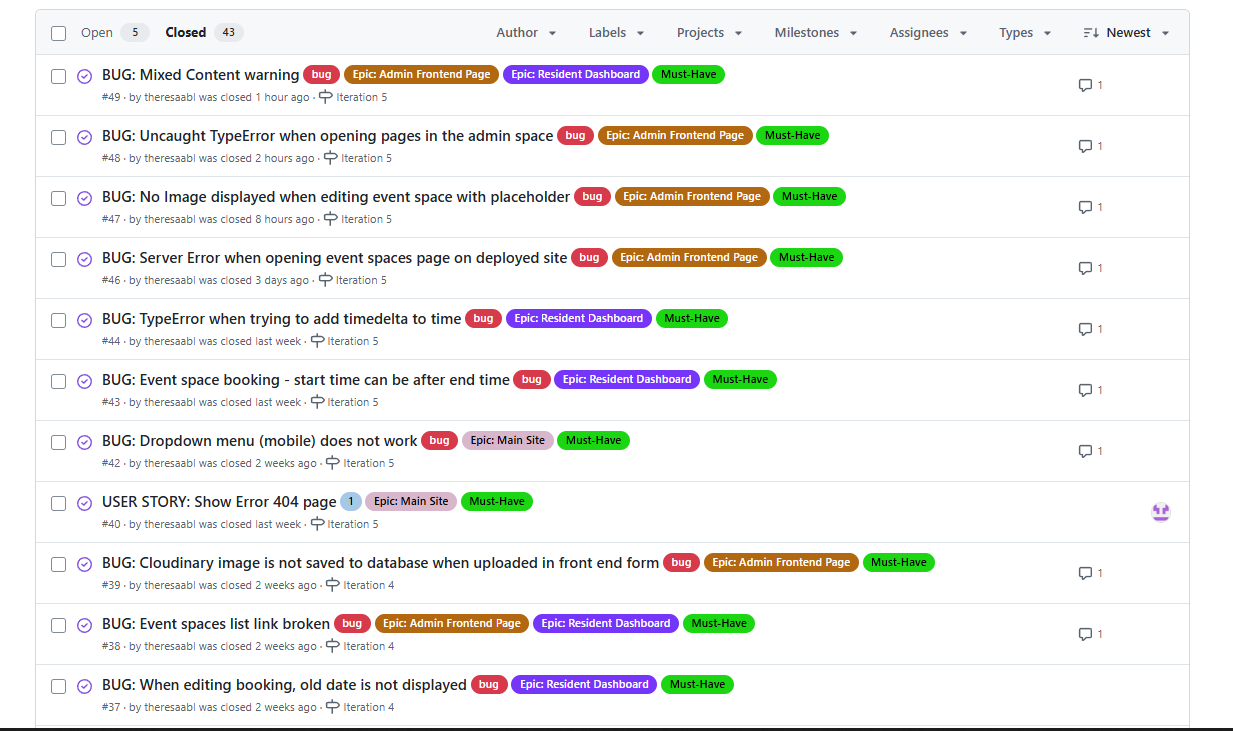 Open 5 Closed 43 Author Labels Projects Milestones Assignees Types Newest
BUG: Mixed Content warning bug Epic: Admin Frontend Page Epic: Resident Dashboard Must-Have
#49 · by theresaabl was closed 1 hour ago · Iteration 5
1
BUG: Uncaught TypeError when opening pages in the admin space bug Epic: Admin Frontend Page Must-Have
#48 · by theresaabl was closed 2 hours ago · Iteration 5
1
BUG: No Image displayed when editing event space with placeholder bug Epic: Admin Frontend Page Must-Have
#47 · by theresaabl was closed 8 hours ago · Iteration 5
1
BUG: Server Error when opening event spaces page on deployed site bug Epic: Admin Frontend Page Must-Have
#46 · by theresaabl was closed 3 days ago · Iteration 5
1
BUG: TypeError when trying to add timedelta to time bug Epic: Resident Dashboard Must-Have
#44 · by theresaabl was closed last week · Iteration 5
1
BUG: Event space booking - start time can be after end time bug Epic: Resident Dashboard Must-Have
#43 · by theresaabl was closed last week · Iteration 5
1
BUG: Dropdown menu (mobile) does not work bug Epic: Main Site Must-Have
#42 · by theresaabl was closed 2 weeks ago · Iteration 5
1
USER STORY: Show Error 404 page 1 Epic: Main Site Must-Have
#40 · by theresaabl was closed last week · Iteration 5
BUG: Cloudinary image is not saved to database when uploaded in front end form bug Epic: Admin Frontend Page Must-Have
#39 · by theresaabl was closed 2 weeks ago · Iteration 4
1
BUG: Event spaces list link broken bug Epic: Admin Frontend Page Epic: Resident Dashboard Must-Have
#38 · by theresaabl was closed 2 weeks ago · Iteration 4
1
BUG: When editing booking, old date is not displayed bug Epic: Resident Dashboard Must-Have
#37 · by theresaabl was closed 2 weeks ago · Iteration 4